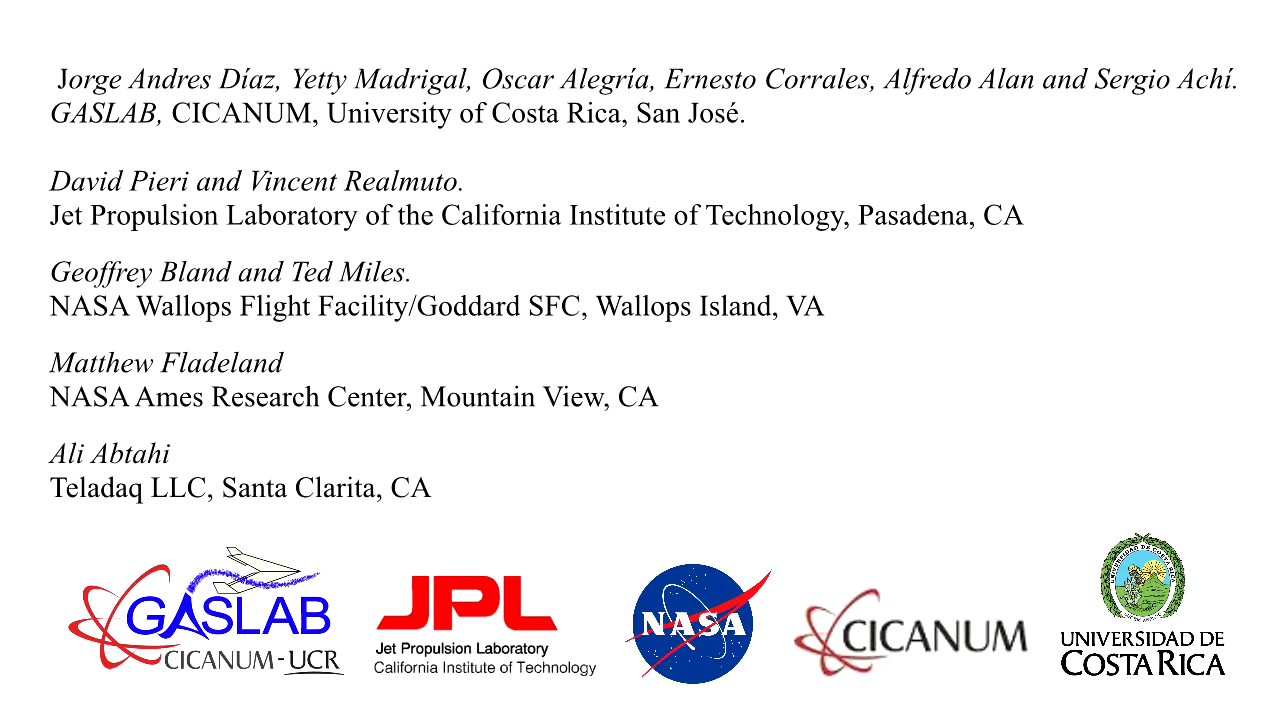 Jorge Andres Díaz, Yetty Madrigal, Oscar Alegría, Ernesto Corrales, Alfredo Alan and Sergio Achí.
GASLAB, CICANUM, University of Costa Rica, San José.
David Pieri and Vincent Realmuto.
Jet Propulsion Laboratory of the California Institute of Technology, Pasadena, CA
Geoffrey Bland and Ted Miles.
NASA Wallops Flight Facility/Goddard SFC, Wallops Island, VA
Matthew Fladeland
NASA Ames Research Center, Mountain View, CA
Ali Abtahi
Teladaq LLC, Santa Clarita, CA
GASLAB
CICANUM-UCR
JPL
Jet Propulsion Laboratory
California Institute of Technology
NASA
CICANUM
UNIVERSIDAD DE COSTA RICA
UNIVERSIDAD DE
COSTA RICA